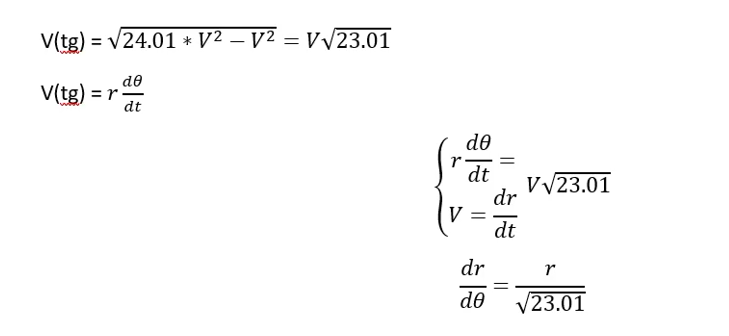 V(tg) = √24.01 * V² − V² = V√23.01
V(tg) = r dθ/dt
{ r dθ/dt = V√23.01
V = dr/dt
dr/dθ = r/√23.01